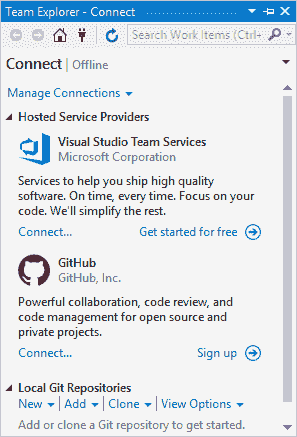 Team Explorer - Connect
Search Work Items (Ctrl+
Connect | Offline
Manage Connections
Hosted Service Providers
Visual Studio Team Services
Microsoft Corporation
Services to help you ship high quality
software. On time, every time. Focus on your
code. We'll simplify the rest.
Connect... Get started for free
GitHub
GitHub, Inc.
Powerful collaboration, code review, and
code management for open source and
private projects.
Connect... Sign up
Local Git Repositories
New | Add | Clone | View Options
Add or clone a Git repository to get started.